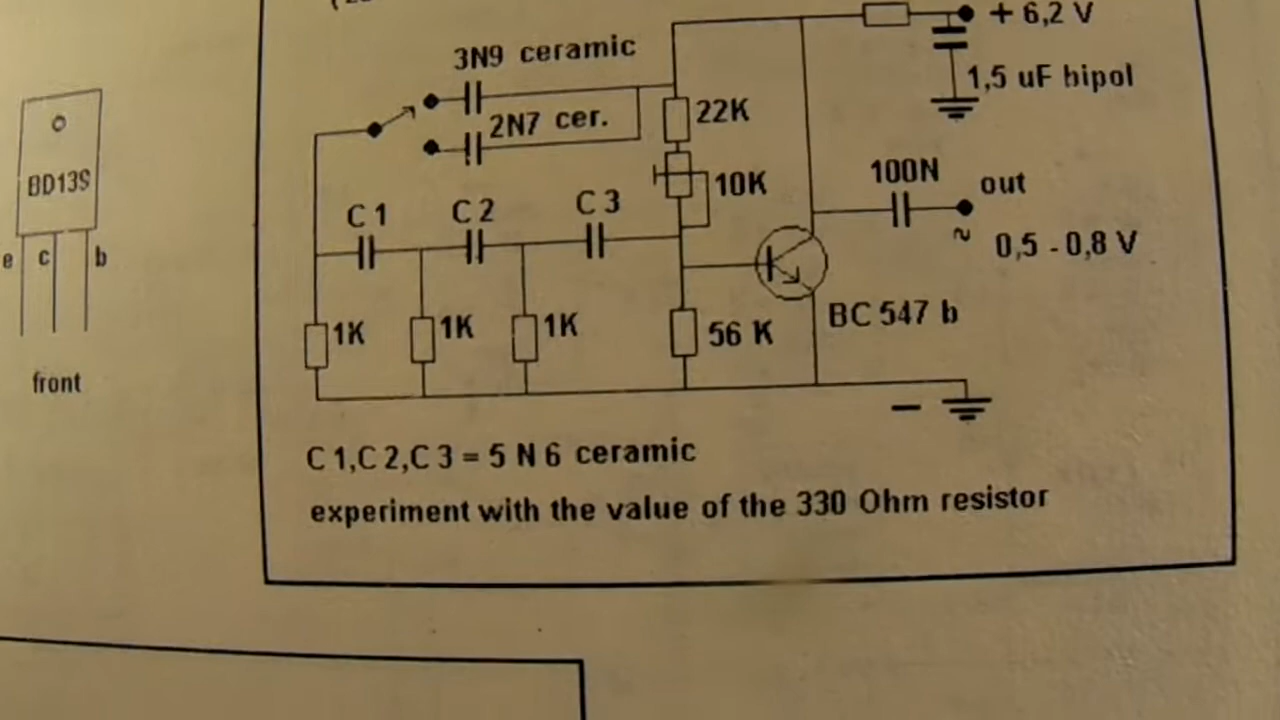 + 6,2 V
3N9 ceramic
1,5 uF bipol
2N7 cer.
22K
BD13S
10K
100N
out
C 1
C 2
C 3
0,5 - 0,8 V
e
c
b
1K
1K
1K
56 K
BC 547 b
front
C 1,C 2,C 3 = 5 N 6 ceramic
experiment with the value of the 330 Ohm resistor